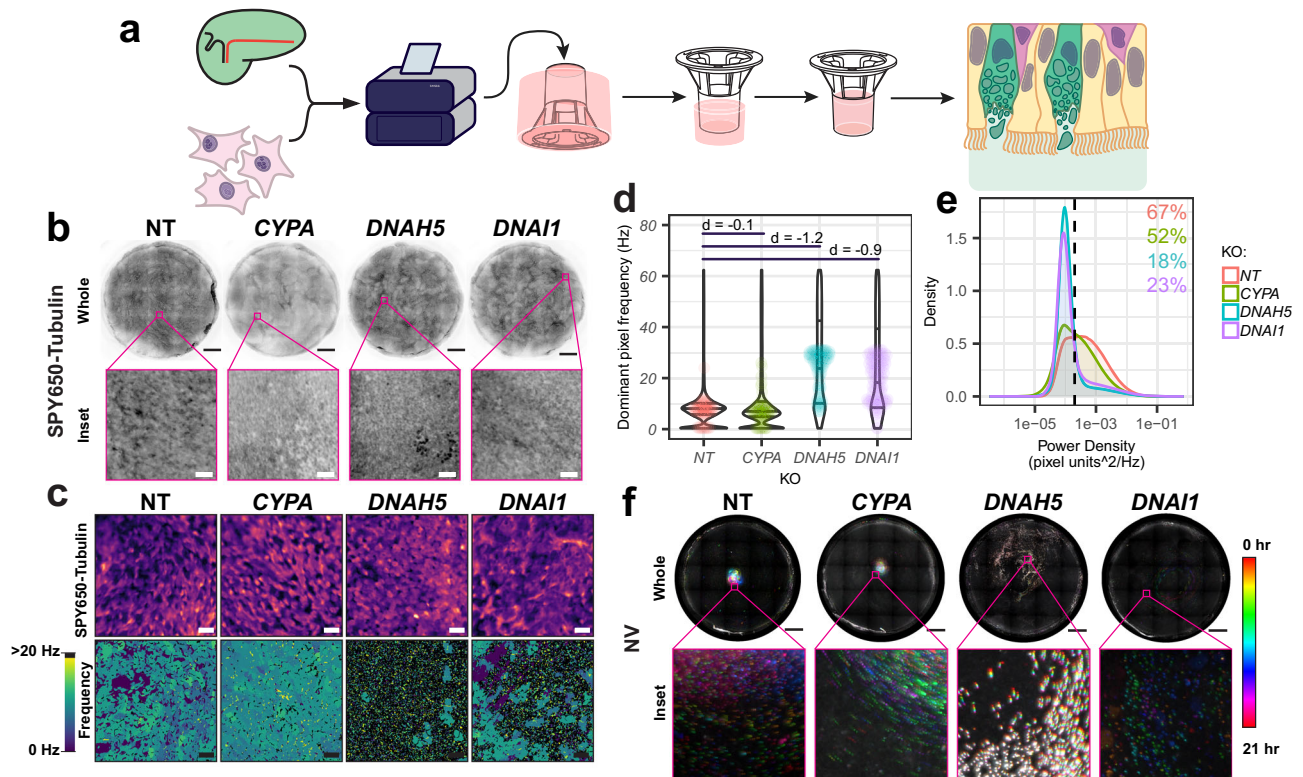 a
b
NT CYPA DNAH5 DNAI1
SPY650-Tubulin
Whole
Inset
c
NT CYPA DNAH5 DNAI1
SPY650-Tubulin
>20 Hz
Frequency
0 Hz
d
Dominant pixel frequency (Hz)
80
60
40
20
0
d = -0.1
d = -1.2
d = -0.9
NT CYPA DNAH5 DNAI1
KO
e
Density
1.5
1.0
0.5
0.0
67%
52%
18%
23%
1e-05 1e-03 1e-01
Power Density
(pixel units^2/Hz)
KO:
NT
CYPA
DNAH5
DNAI1
f
NT CYPA DNAH5 DNAI1
NV
Whole
Inset
0 hr
21 hr